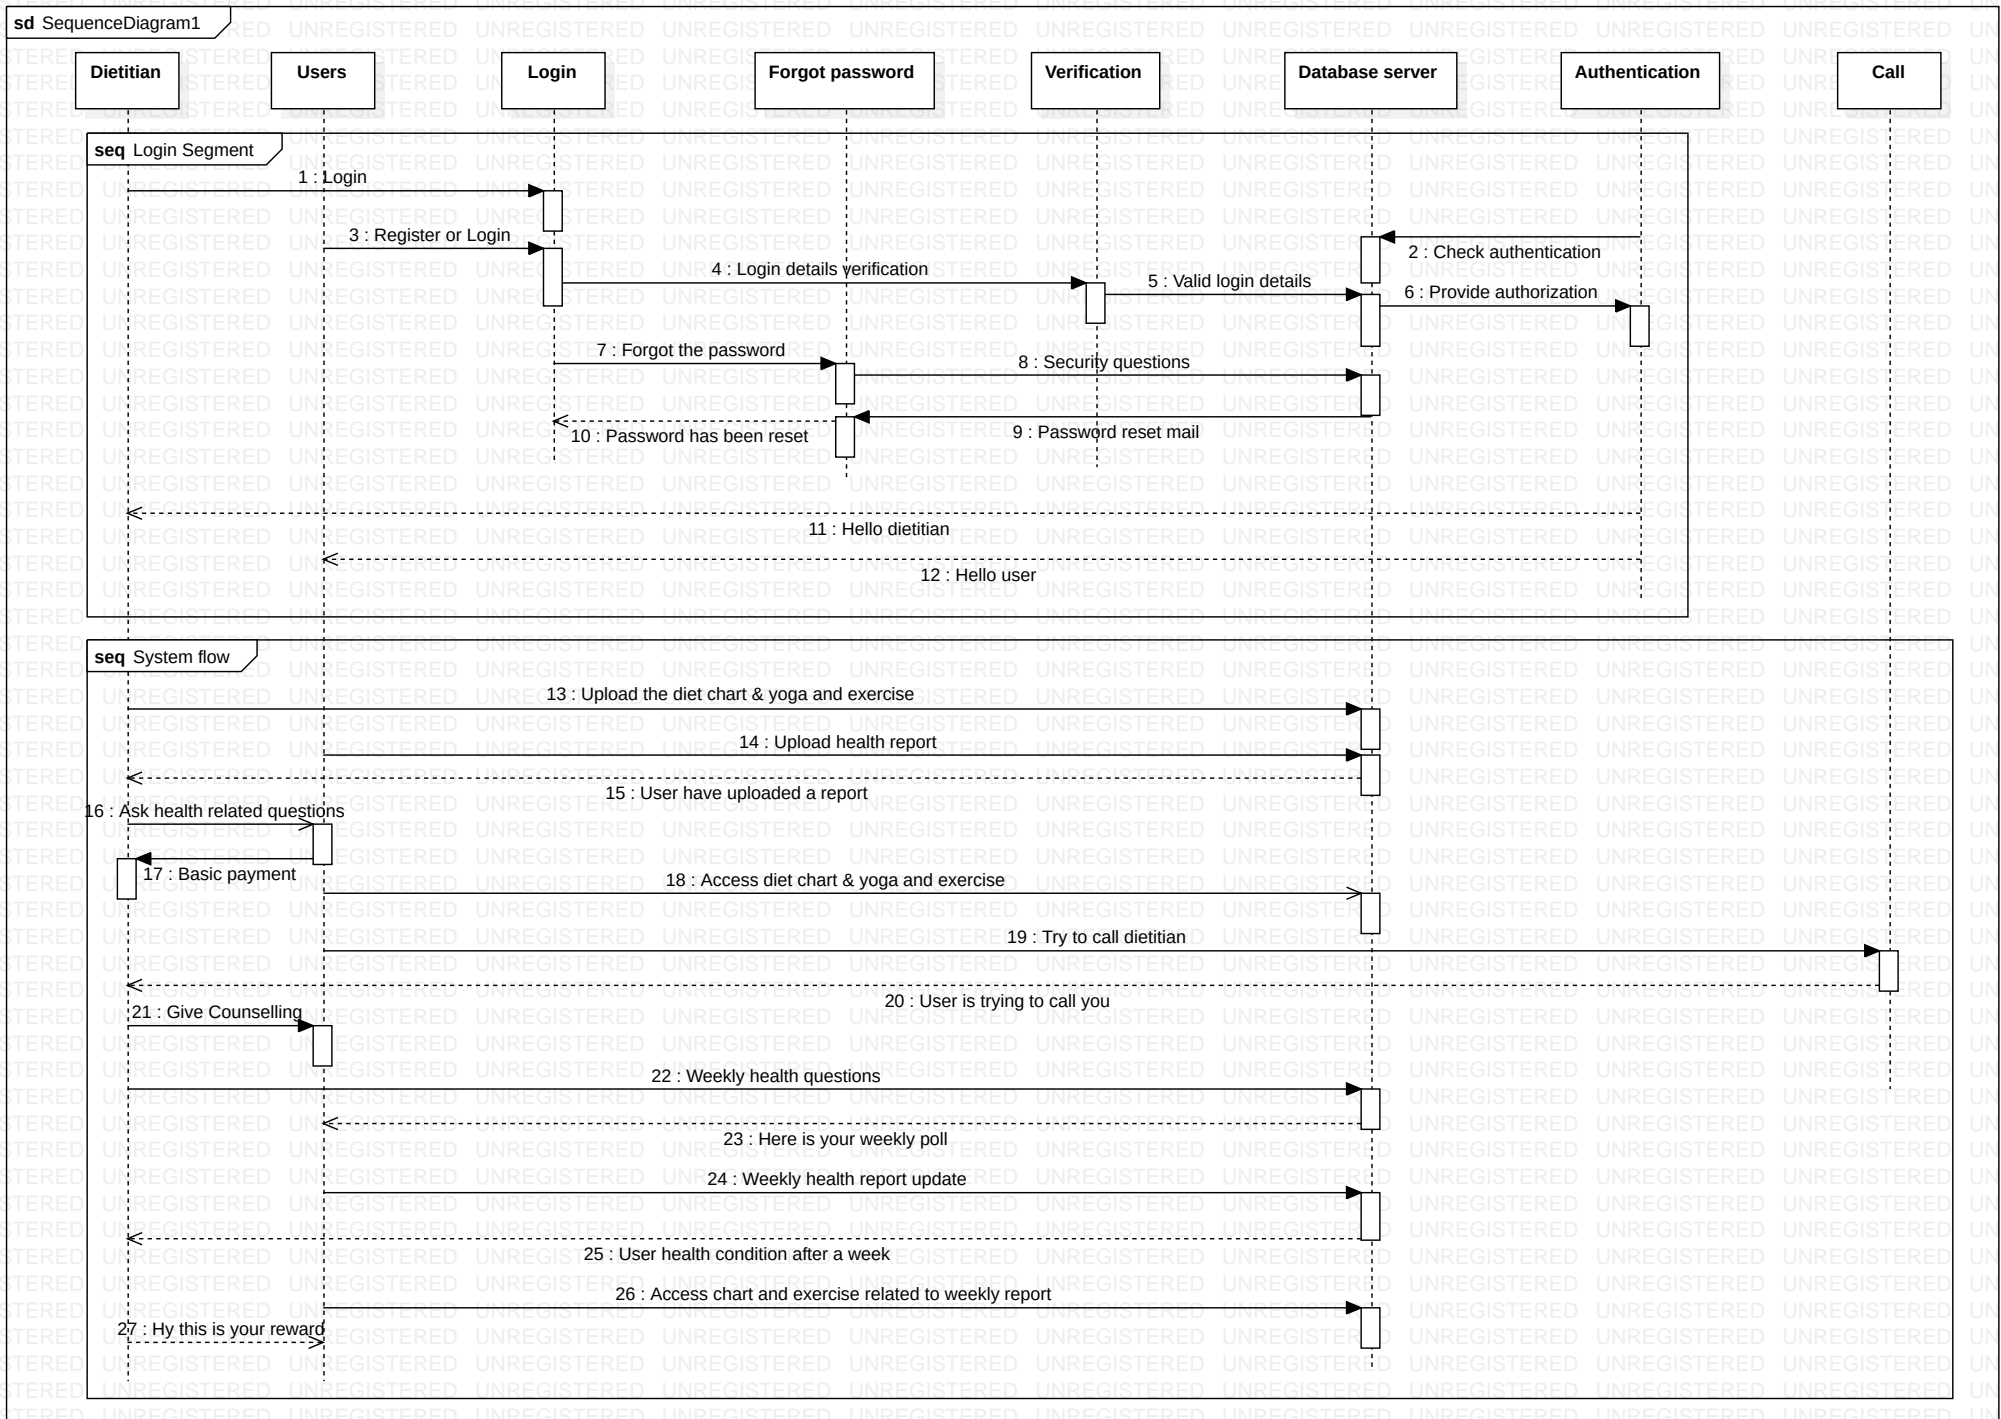 sd SequenceDiagram1
Dietitian
Users
Login
Forgot password
Verification
Database server
Authentication
Call
seq Login Segment
1 : Login
3 : Register or Login
2 : Check authentication
4 : Login details verification
5 : Valid login details
6 : Provide authorization
7 : Forgot the password
8 : Security questions
10 : Password has been reset
9 : Password reset mail
11 : Hello dietitian
12 : Hello user
seq System flow
13 : Upload the diet chart & yoga and exercise
14 : Upload health report
15 : User have uploaded a report
16 : Ask health related questions
17 : Basic payment
18 : Access diet chart & yoga and exercise
19 : Try to call dietitian
20 : User is trying to call you
21 : Give Counselling
22 : Weekly health questions
23 : Here is your weekly poll
24 : Weekly health report update
25 : User health condition after a week
26 : Access chart and exercise related to weekly report
27 : Hy this is your reward
UNREGISTERED